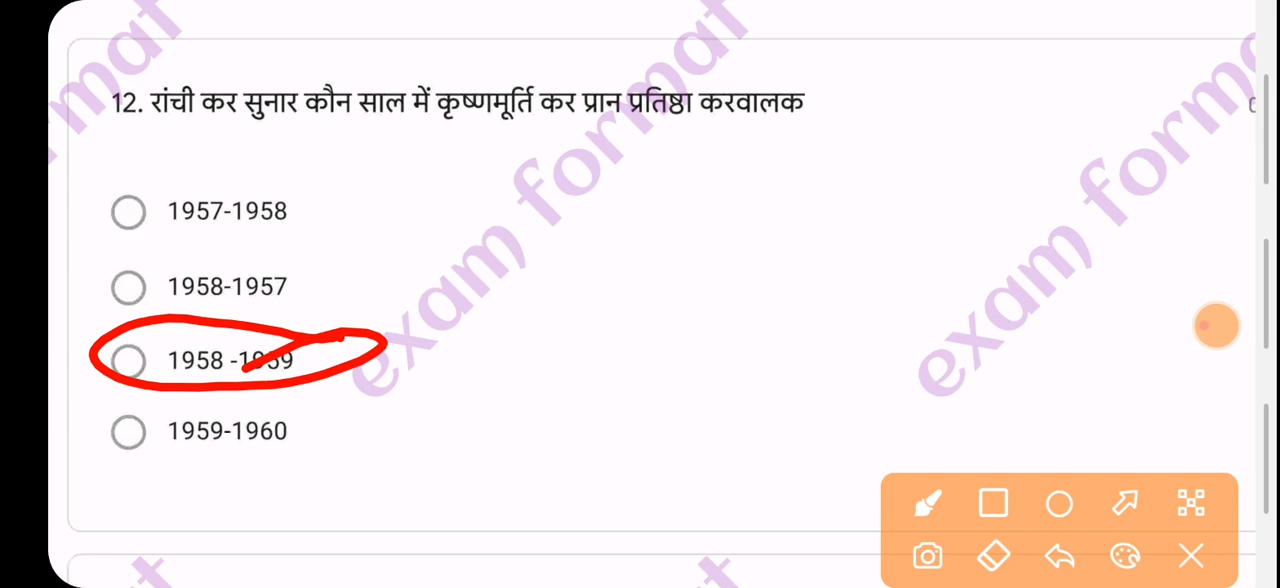 12. रांची कर सुनार कौन साल में कृष्णमूर्ति कर प्रान प्रतिष्ठा करवालक
1957-1958
1958-1957
1958 -1959
1959-1960
exam format
exam format